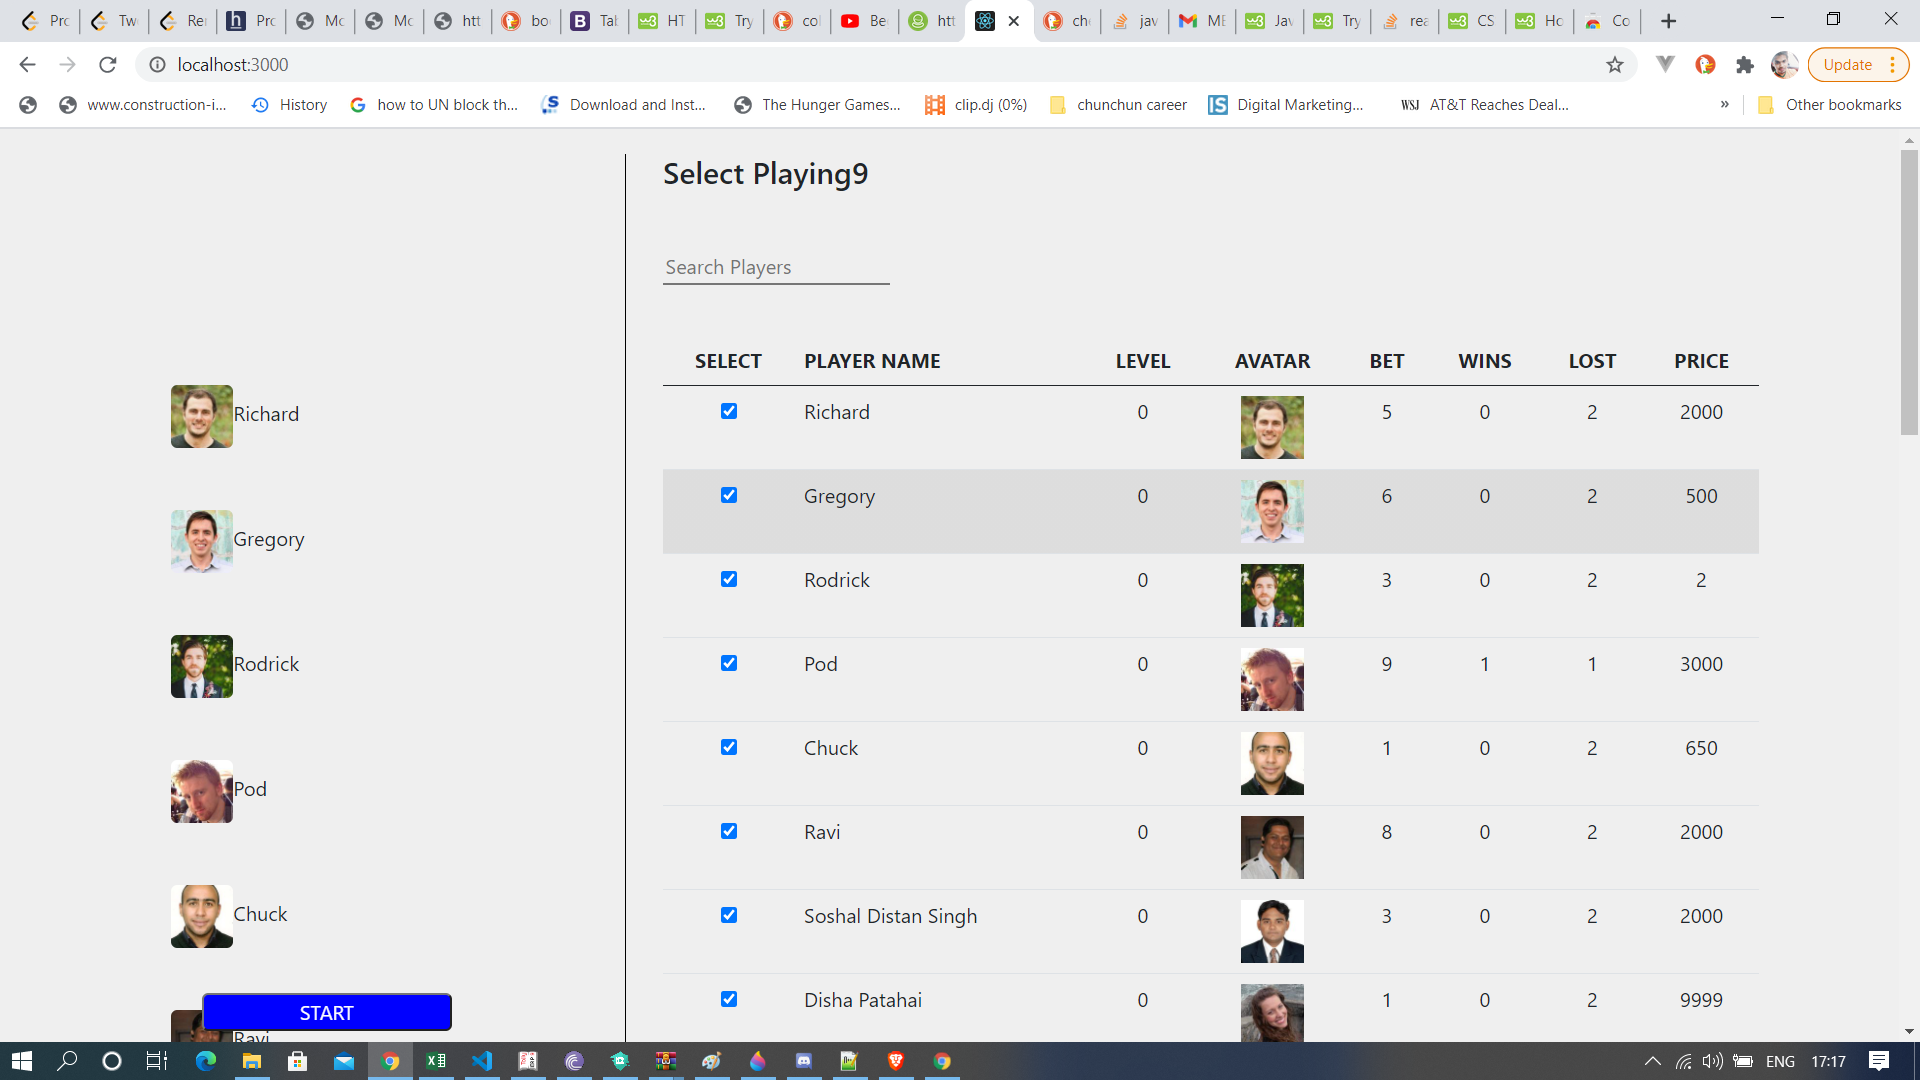 Pro
Tw
Rer
Pro
Mc
Mc
htt
bo
Tab
HT
Try
col
Be
htt
ch
jav
ME
Jav
Try
rea
CS
Ho
Co
localhost:3000
Update
www.construction-i...
History
how to UN block th...
Download and Inst...
The Hunger Games...
clip.dj (0%)
chunchun career
Digital Marketing...
WSJ AT&T Reaches Deal...
»
Other bookmarks
Select Playing9
Search Players
SELECT PLAYER NAME LEVEL AVATAR BET WINS LOST PRICE
Richard 0 5 0 2 2000
Gregory 0 6 0 2 500
Rodrick 0 3 0 2 2
Pod 0 9 1 1 3000
Chuck 0 1 0 2 650
Ravi 0 8 0 2 2000
Soshal Distan Singh 0 3 0 2 2000
Disha Patahai 0 1 0 2 9999
Richard
Gregory
Rodrick
Pod
Chuck
Ravi
START
ENG 17:17